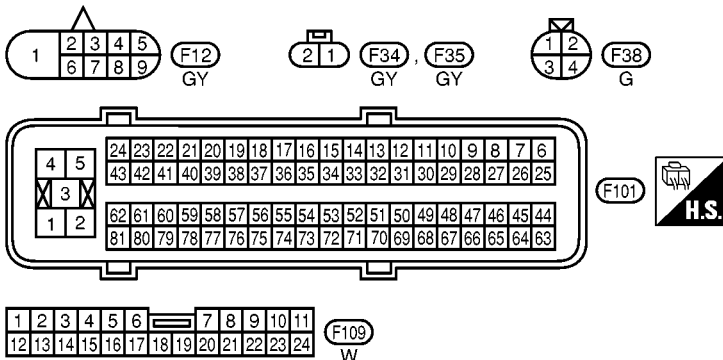 1 2 3 4 5 F12
6 7 8 9 GY
2 1 F34 , F35
GY GY
1 2 F38
3 4 G
4 5
3
1 2
24 23 22 21 20 19 18 17 16 15 14 13 12 11 10 9 8 7 6
43 42 41 40 39 38 37 36 35 34 33 32 31 30 29 28 27 26 25
62 61 60 59 58 57 56 55 54 53 52 51 50 49 48 47 46 45 44
81 80 79 78 77 76 75 74 73 72 71 70 69 68 67 66 65 64 63
F101
H.S.
1 2 3 4 5 6 7 8 9 10 11
12 13 14 15 16 17 18 19 20 21 22 23 24
F109
W